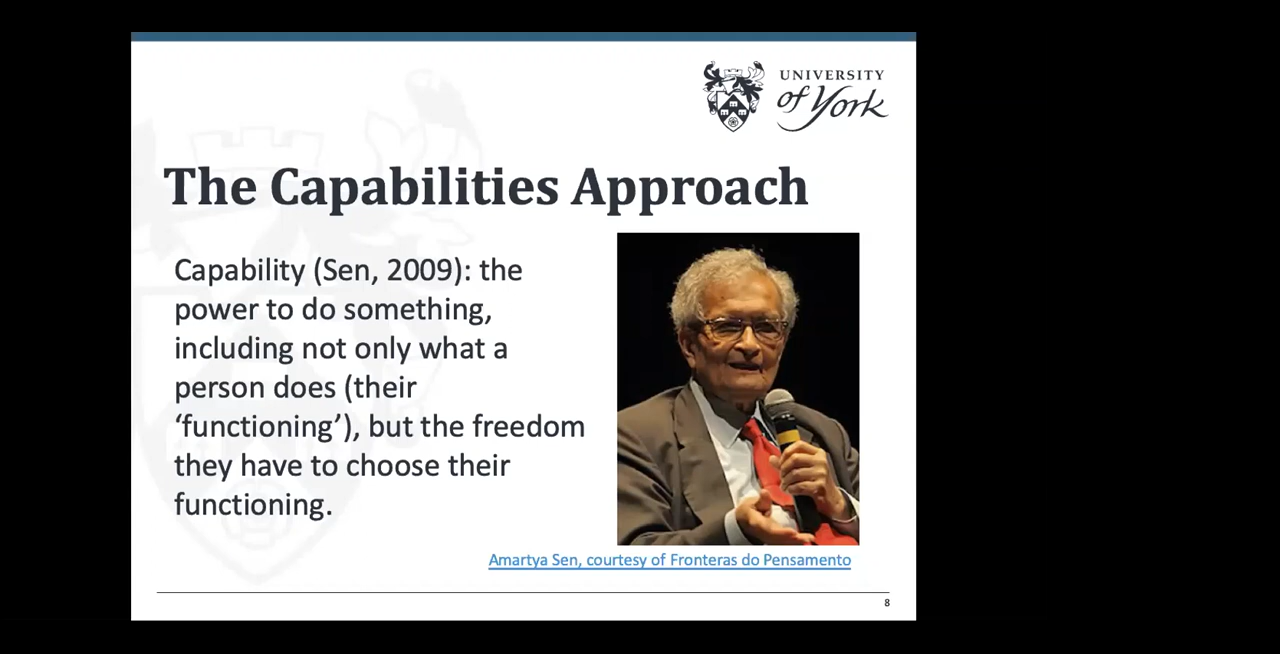 UNIVERSITY
of York
The Capabilities Approach
Capability (Sen, 2009): the
power to do something,
including not only what a
person does (their
‘functioning’), but the freedom
they have to choose their
functioning.
Amartya Sen, courtesy of Fronteras do Pensamento
8